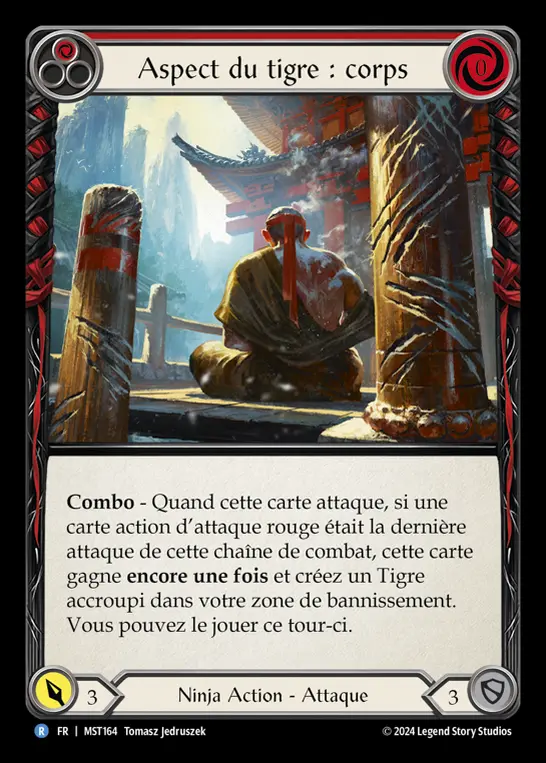 Aspect du tigre : corps
0
Combo - Quand cette carte attaque, si une
carte action d'attaque rouge était la dernière
attaque de cette chaîne de combat, cette carte
gagne encore une fois et créez un Tigre
accroupi dans votre zone de bannissement.
Vous pouvez le jouer ce tour-ci.
3 Ninja Action - Attaque 3
R FR | MST164 Tomasz Jedruszek © 2024 Legend Story Studios